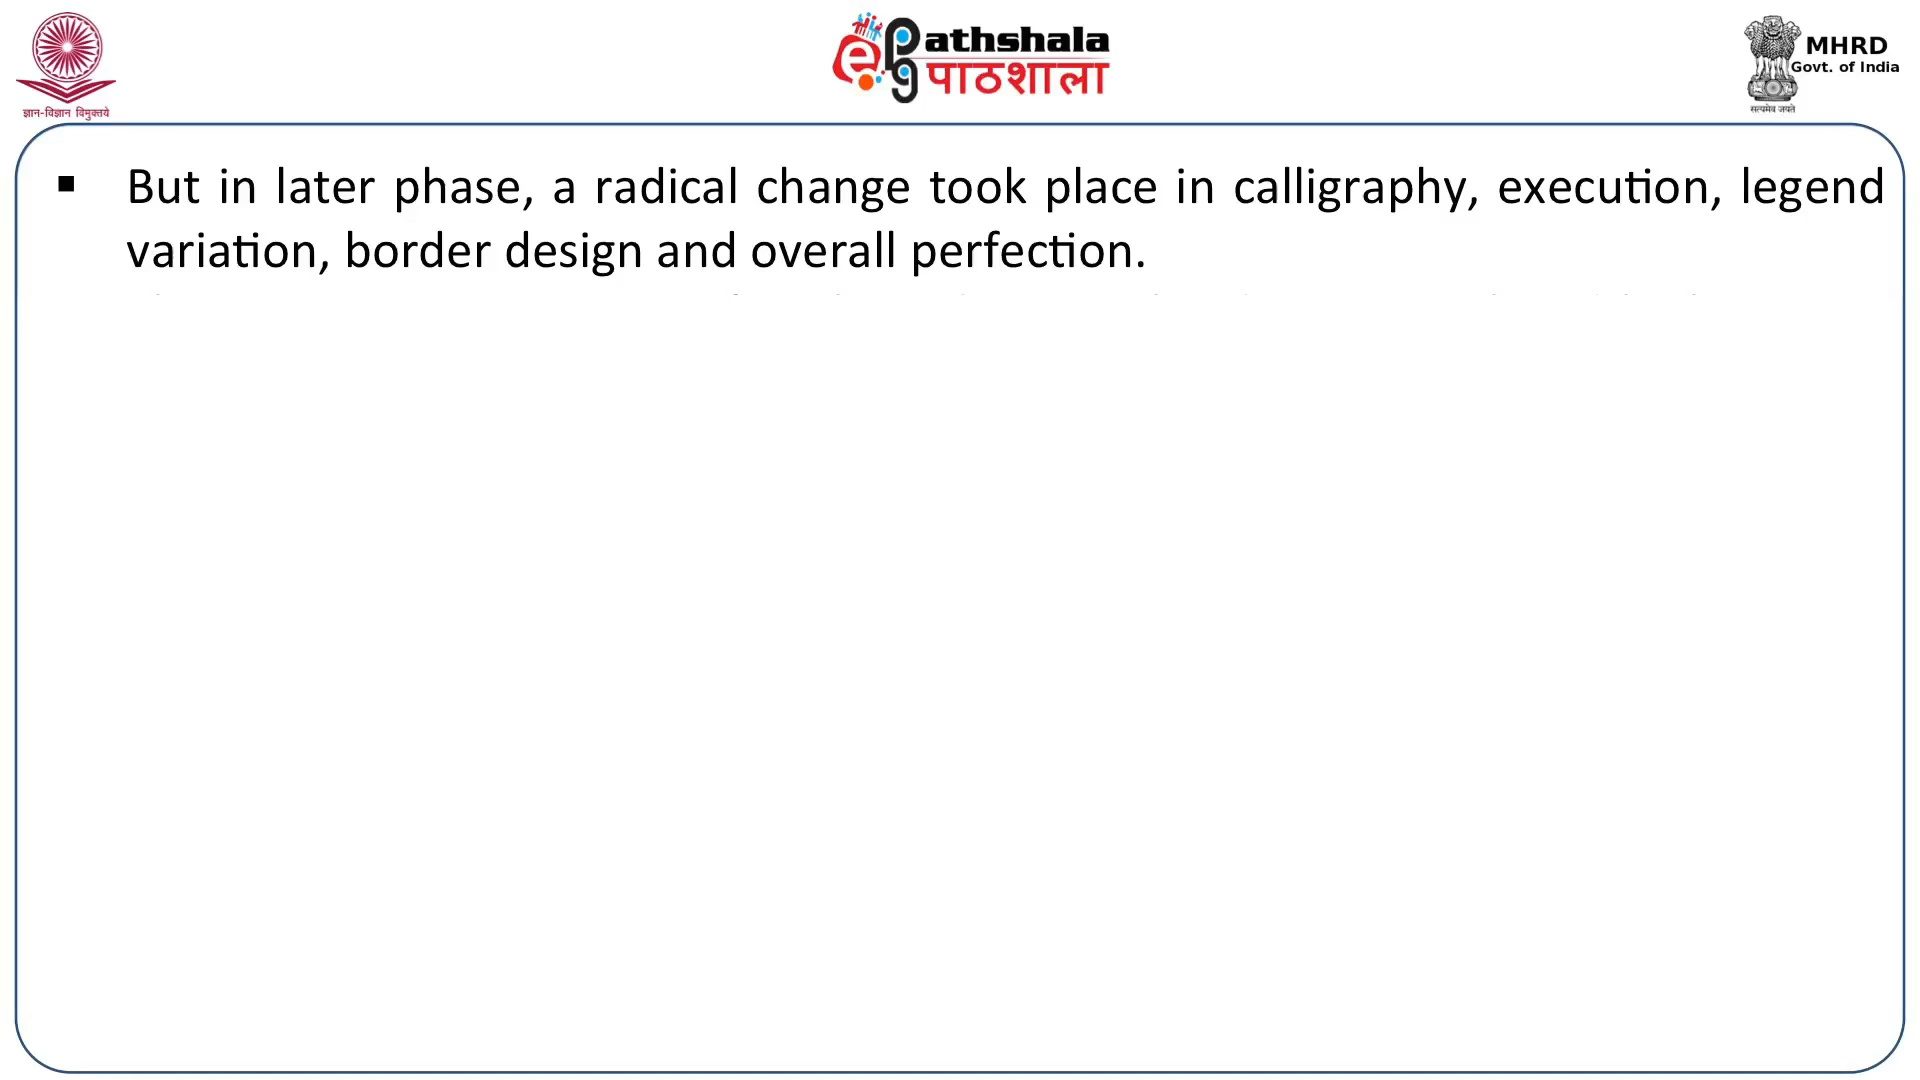 ज्ञान-विज्ञान विमुक्तये
ePathshala
पाठशाला
MHRD
Govt. of India
सत्यमेव जयते
▪ But in later phase, a radical change took place in calligraphy, execution, legend
variation, border design and overall perfection.